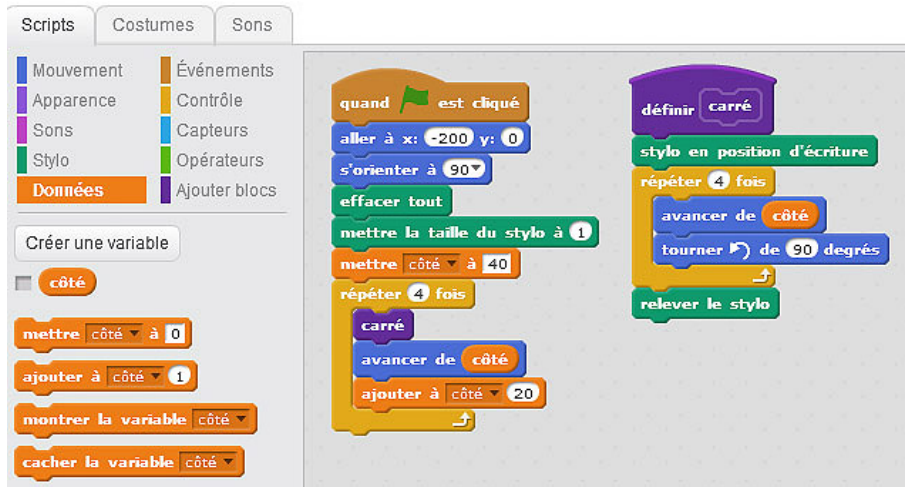 Scripts Costumes Sons
Mouvement Événements
Apparence Contrôle
Sons Capteurs
Stylo Opérateurs
Données Ajouter blocs
Créer une variable
côté
mettre côté à 0
ajouter à côté 1
montrer la variable côté
cacher la variable côté
quand est cliqué
aller à x: -200 y: 0
s'orienter à 90
effacer tout
mettre la taille du stylo à 1
mettre côté à 40
répéter 4 fois
carré
avancer de côté
ajouter à côté 20
définir carré
stylo en position d'écriture
répéter 4 fois
avancer de côté
tourner de 90 degrés
relever le stylo